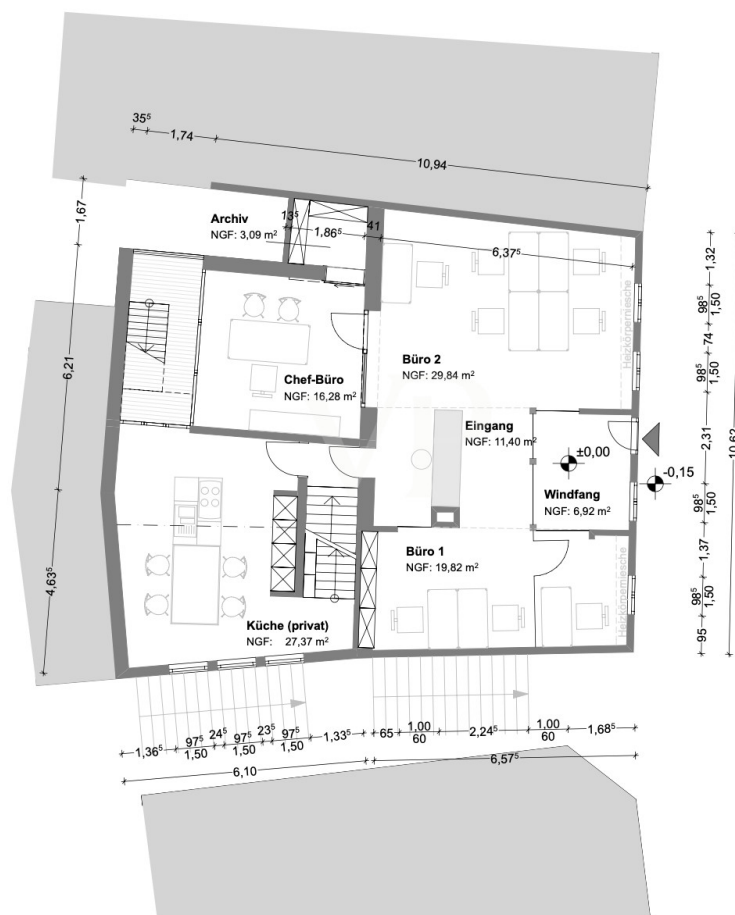 35⁵
1,74
10,94
1,67
Archiv
NGF: 3,09 m²
13⁵
1,86⁵
41
6,37⁵
1,32
98⁵
1,50
74
98⁵
1,50
Heizkörperniesche
6,21
Chef-Büro
NGF: 16,28 m²
Büro 2
NGF: 29,84 m²
Eingang
NGF: 11,40 m²
±0,00
2,31
10,62
-0,15
Windfang
NGF: 6,92 m²
98⁵
1,50
1,37
Büro 1
NGF: 19,82 m²
Heizkörperniesche
98⁵
1,50
95
4,63⁵
Küche (privat)
NGF: 27,37 m²
1,36⁵
97⁵
1,50
24⁵
97⁵
1,50
23⁵
97⁵
1,50
1,33⁵
65
1,00
60
2,24⁵
1,00
60
1,68⁵
6,10
6,57⁵